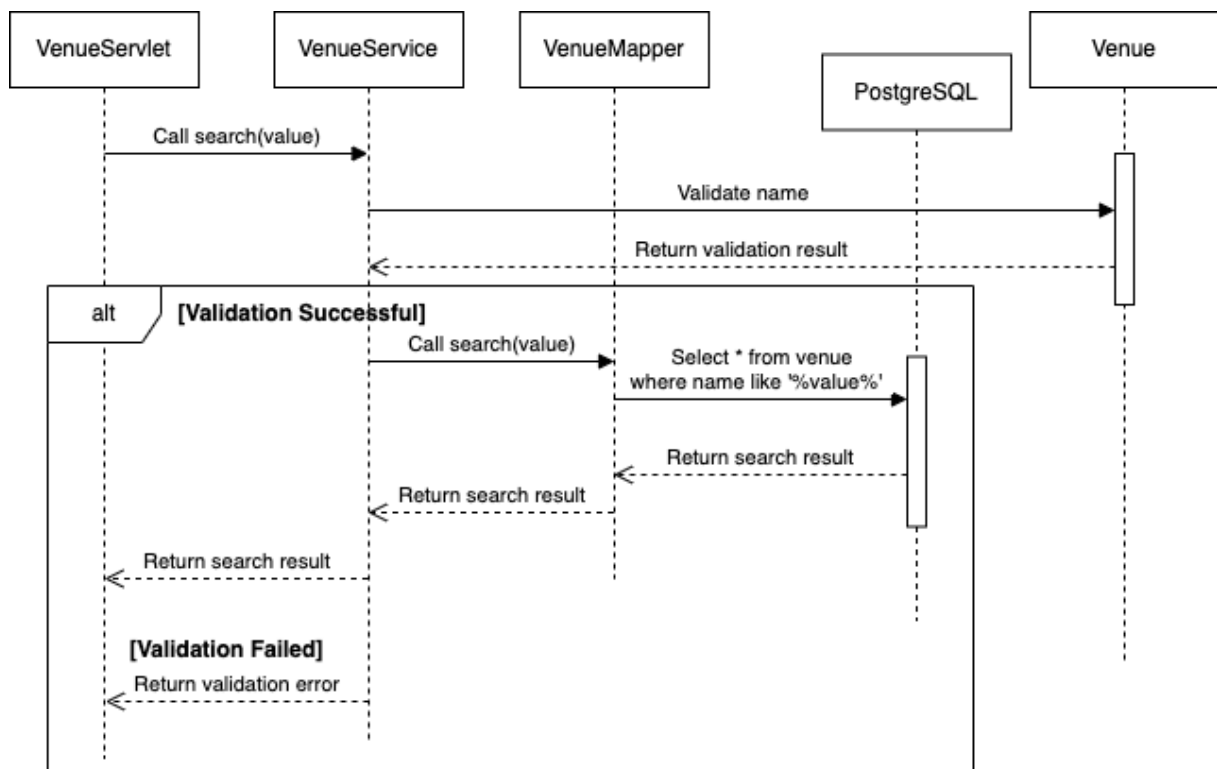 VenueServlet
VenueService
VenueMapper
PostgreSQL
Venue
Call search(value)
Validate name
Return validation result
alt
[Validation Successful]
Call search(value)
Select * from venue
where name like '%value%'
Return search result
Return search result
Return search result
[Validation Failed]
Return validation error